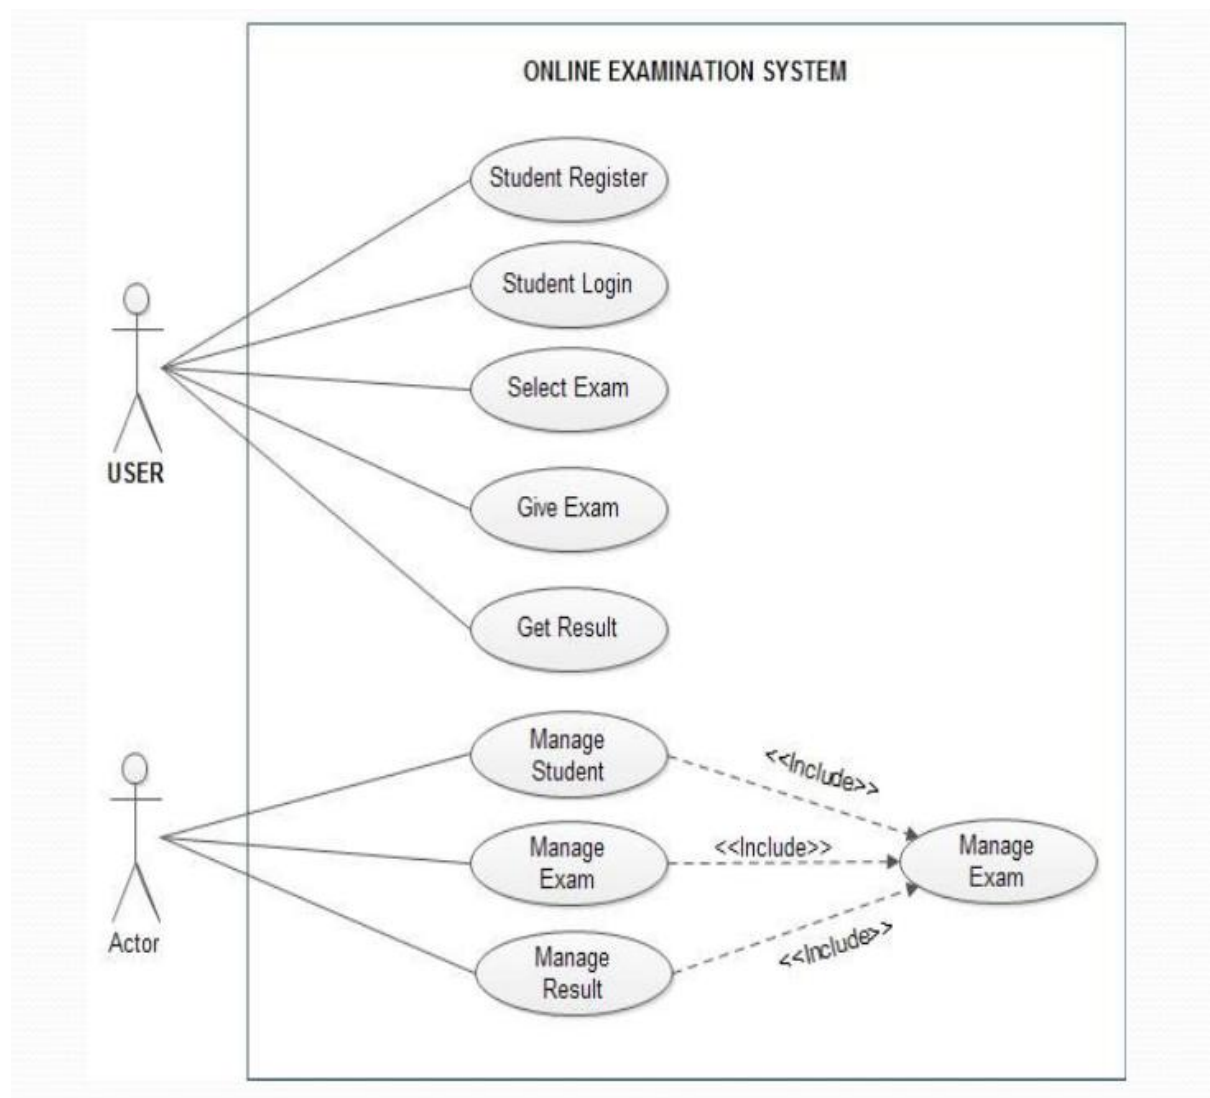 ONLINE EXAMINATION SYSTEM
Student Register
Student Login
Select Exam
USER
Give Exam
Get Result
Manage
Student
<<Include>>
Manage
Exam
<<Include>>
Manage
Exam
Actor
Manage
Result
<<Include>>